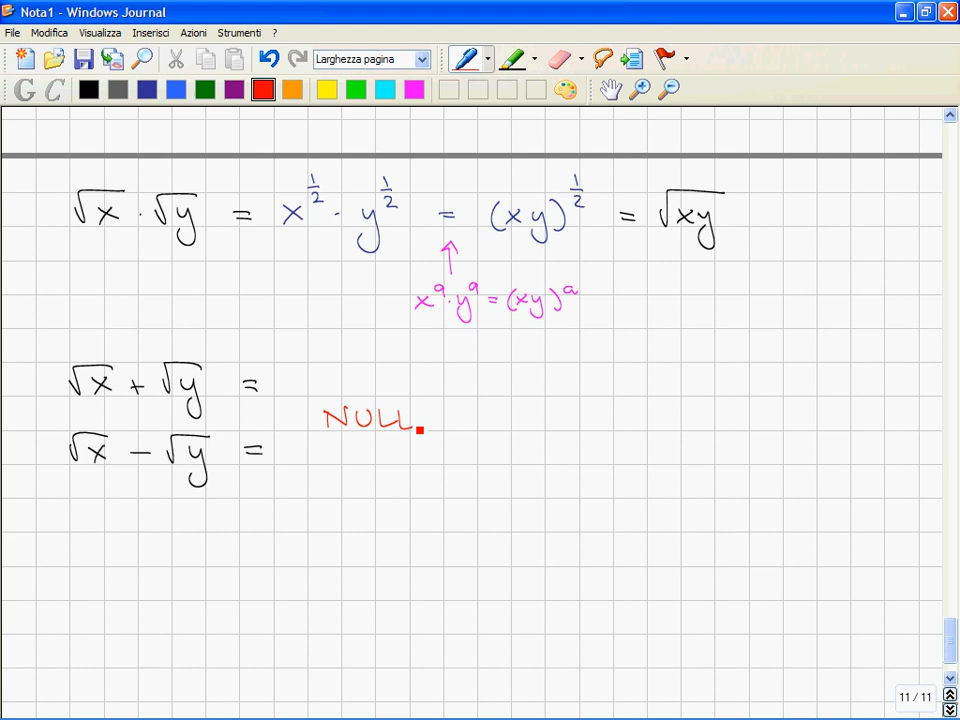 Nota1 - Windows Journal
File Modifica Visualizza Inserisci Azioni Strumenti ?
Larghezza pagina
G C
√x · √y = x^(1/2) · y^(1/2) = (xy)^(1/2) = √xy
↑
x^a · y^a = (xy)^a
√x + √y =
NULL
√x − √y =
11 / 11